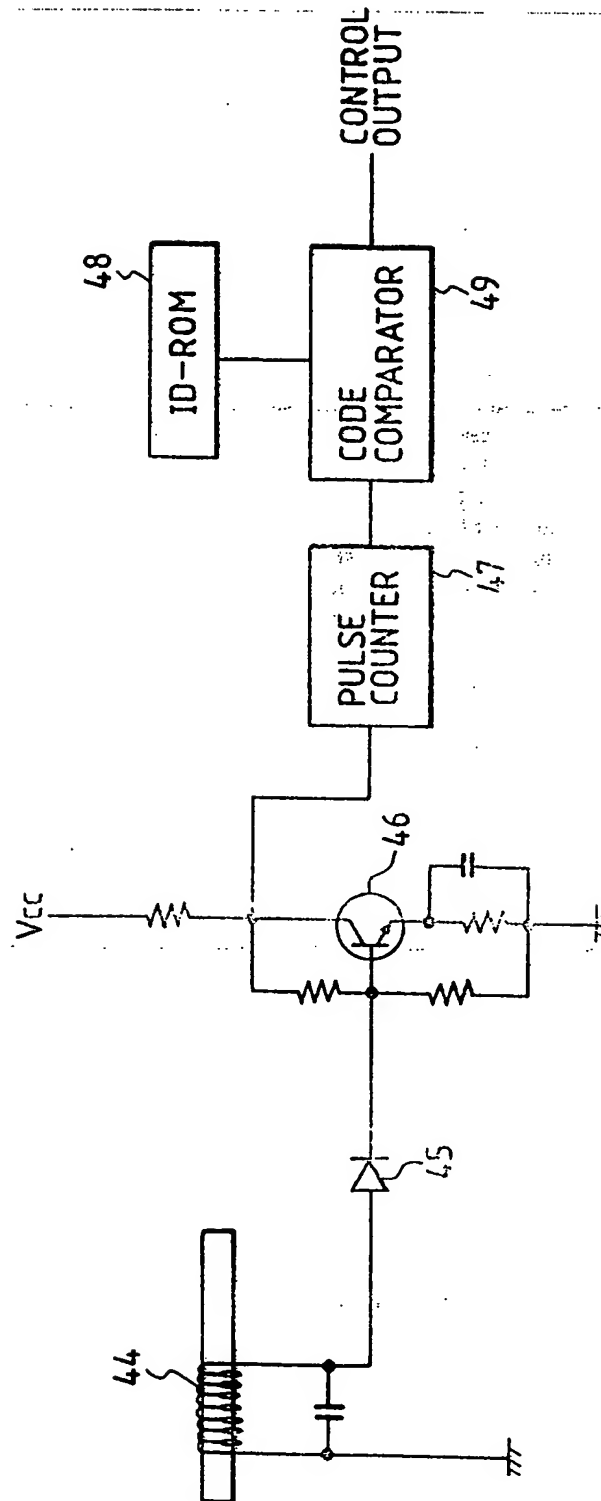 44
45
Vcc
46
PULSE
COUNTER
47
ID-ROM
48
CODE
COMPARATOR
49
CONTROL
OUTPUT